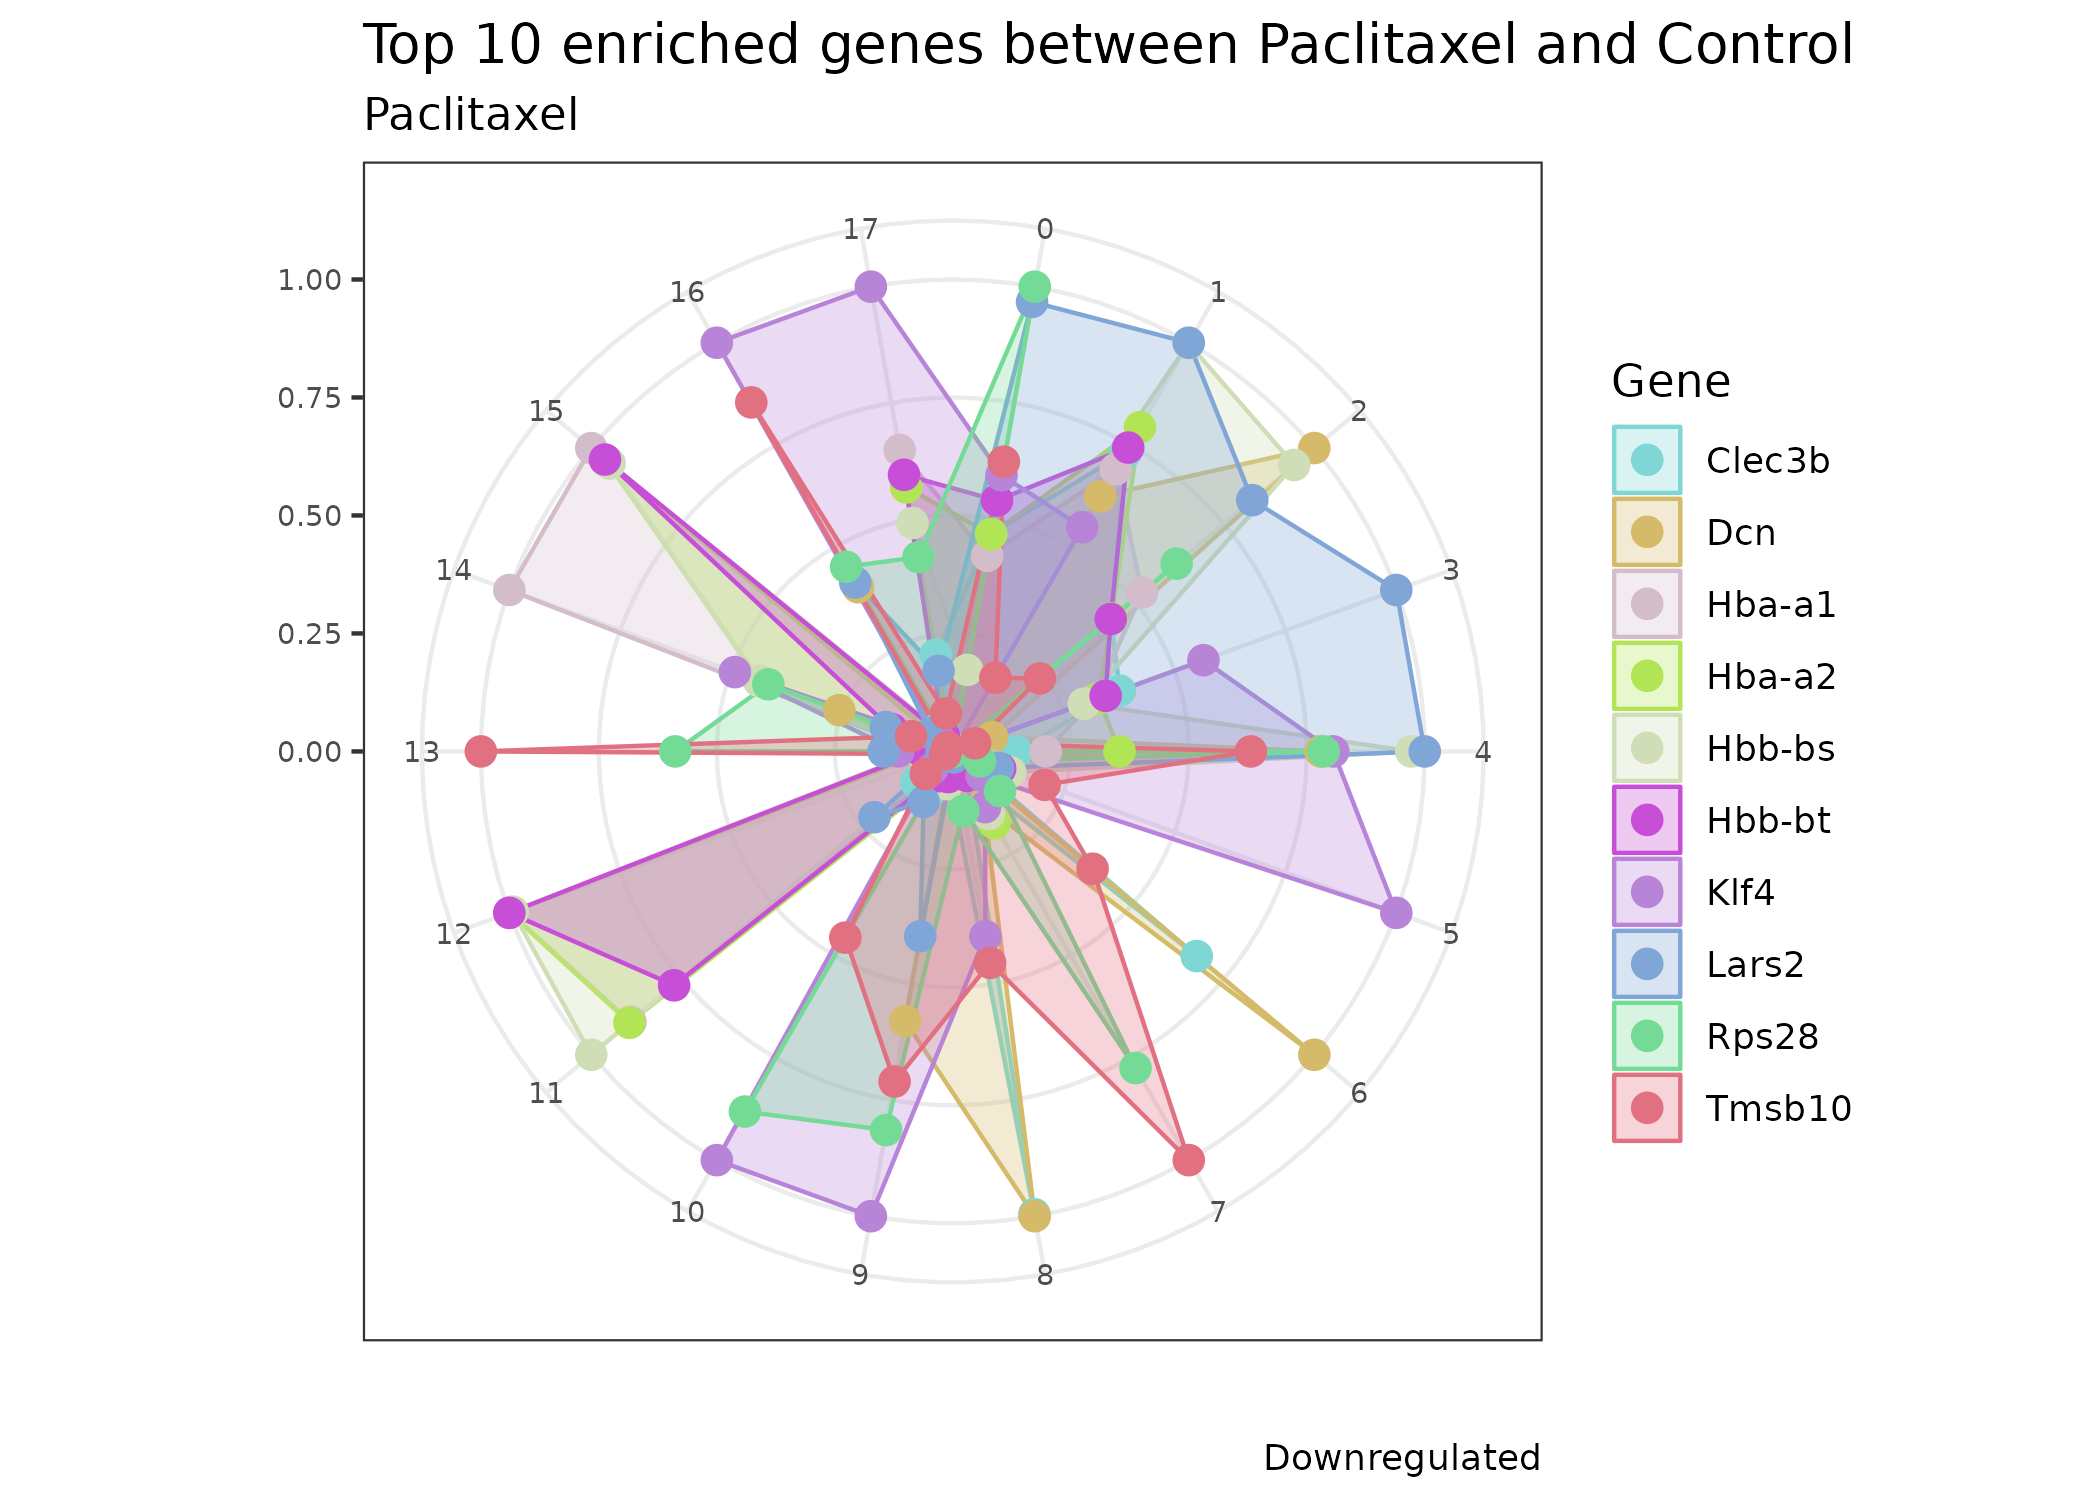 Top 10 enriched genes between Paclitaxel and Control
Paclitaxel
17
0
16
1
1.00
15
2
0.75
14
3
0.50
0.25
0.00
13
4
12
5
11
6
10
7
9
8
Gene
Clec3b
Dcn
Hba-a1
Hba-a2
Hbb-bs
Hbb-bt
Klf4
Lars2
Rps28
Tmsb10
Downregulated